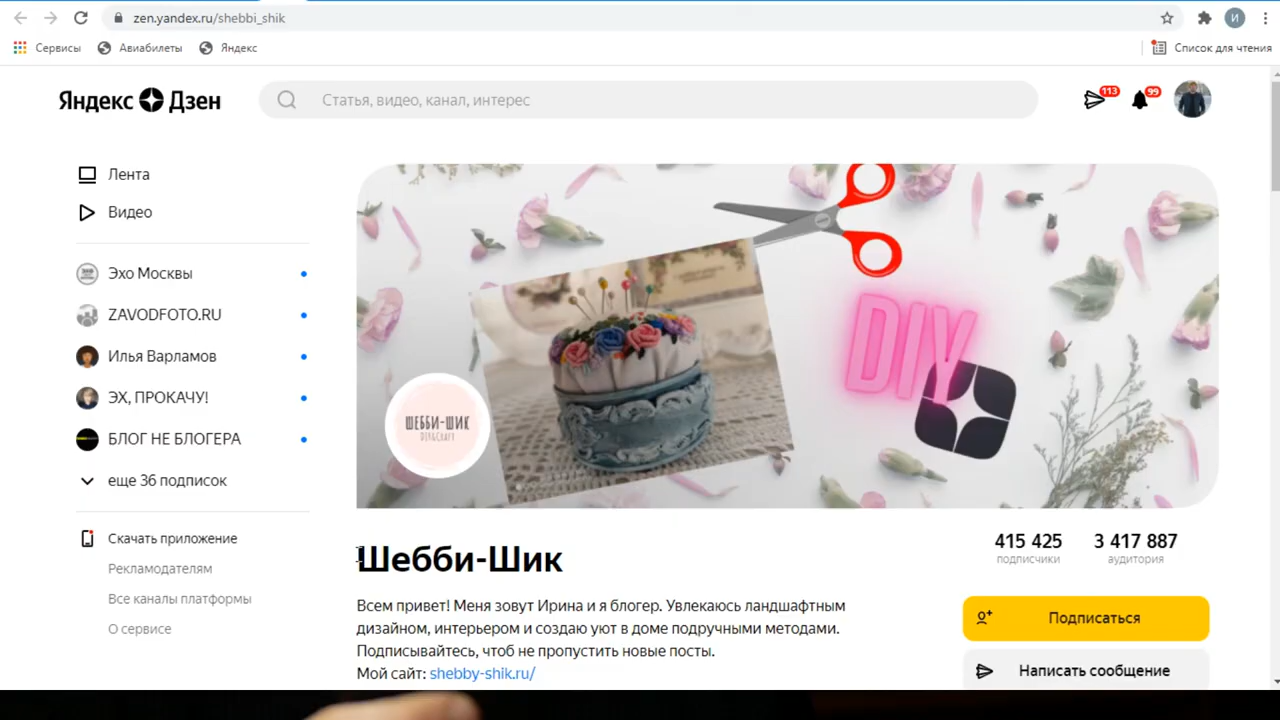 zen.yandex.ru/shebbi_shik
И
Сервисы
Авиабилеты
Яндекс
Список для чтения
Яндекс Дзен
Статья, видео, канал, интерес
113
99
Лента
Видео
Эхо Москвы
ZAVODFOTO.RU
Илья Варламов
ЭХ, ПРОКАЧУ!
БЛОГ НЕ БЛОГЕРА
еще 36 подписок
Скачать приложение
Рекламодателям
Все каналы платформы
О сервисе
DIY
ШЕББИ-ШИК
DIY&CRAFT
Шебби-Шик
415 425
подписчики
3 417 887
аудитория
Всем привет! Меня зовут Ирина и я блогер. Увлекаюсь ландшафтным
дизайном, интерьером и создаю уют в доме подручными методами.
Подписывайтесь, чтоб не пропустить новые посты.
Мой сайт: shebby-shik.ru/
Подписаться
Написать сообщение